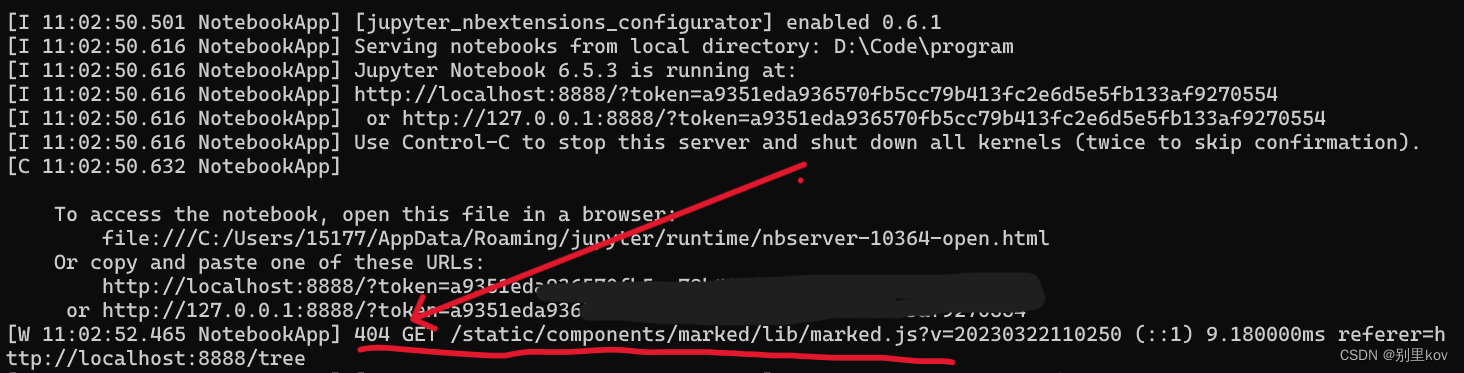 [I 11:02:50.501 NotebookApp] [jupyter_nbextensions_configurator] enabled 0.6.1
[I 11:02:50.616 NotebookApp] Serving notebooks from local directory: D:\Code\program
[I 11:02:50.616 NotebookApp] Jupyter Notebook 6.5.3 is running at:
[I 11:02:50.616 NotebookApp] http://localhost:8888/?token=a9351eda936570fb5cc79b413fc2e6d5e5fb133af9270554
[I 11:02:50.616 NotebookApp]  or http://127.0.0.1:8888/?token=a9351eda936570fb5cc79b413fc2e6d5e5fb133af9270554
[I 11:02:50.616 NotebookApp] Use Control-C to stop this server and shut down all kernels (twice to skip confirmation).
[C 11:02:50.632 NotebookApp]
To access the notebook, open this file in a browser:
file:///C:/Users/15177/AppData/Roaming/jupyter/runtime/nbserver-10364-open.html
Or copy and paste one of these URLs:
http://localhost:8888/?token=a9351eda
or http://127.0.0.1:8888/?token=a9351eda936
[W 11:02:52.465 NotebookApp] 404 GET /static/components/marked/lib/marked.js?v=20230322110250 (::1) 9.180000ms referer=h
ttp://localhost:8888/tree
CSDN @别里kov